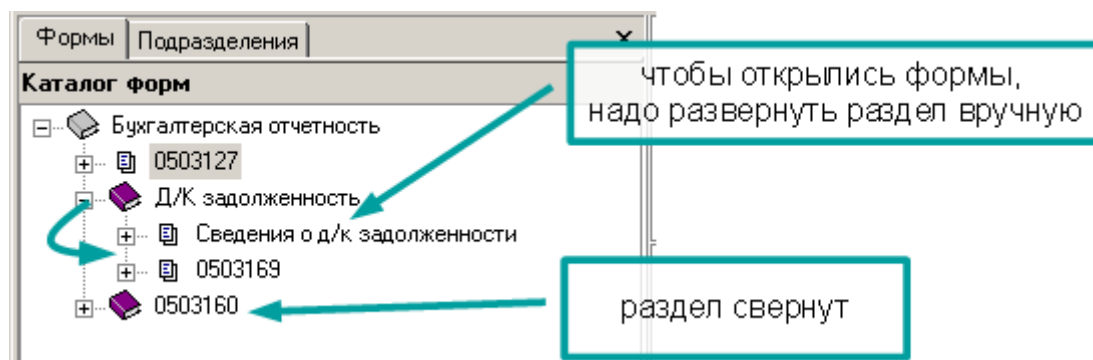 Формы Подразделения
Каталог форм
Бухгалтерская отчетность
0503127
Д/К задолженность
Сведения о д/к задолженности
0503169
0503160
чтобы открылись формы,
надо развернуть раздел вручную
раздел свернут